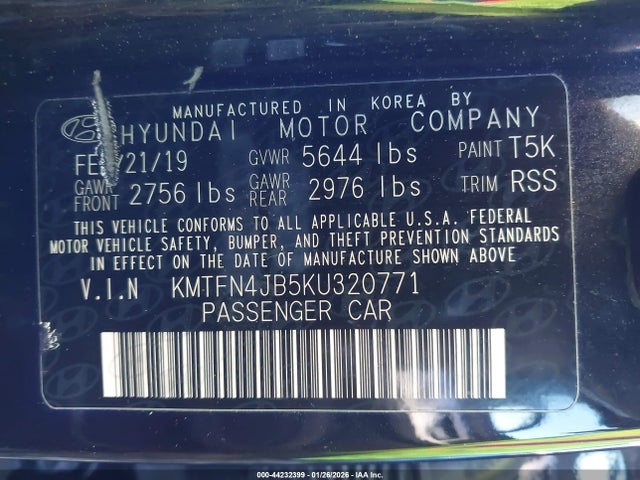 MANUFACTURED IN KOREA BY
HYUNDAI MOTOR COMPANY
/21/19 GVWR 5644 lbs PAINT T5K
GAWR FRONT 2756 lbs GAWR REAR 2976 lbs TRIM RSS
THIS VEHICLE CONFORMS TO ALL APPLICABLE U.S.A. FEDERAL
MOTOR VEHICLE SAFETY, BUMPER, AND THEFT PREVENTION STANDARDS
IN EFFECT ON THE DATE OF MANUFACTURE SHOWN ABOVE
V.I.N KMTFN4JB5KU320771
PASSENGER CAR
000-44232399 - 01/26/2026 - IAA Inc.